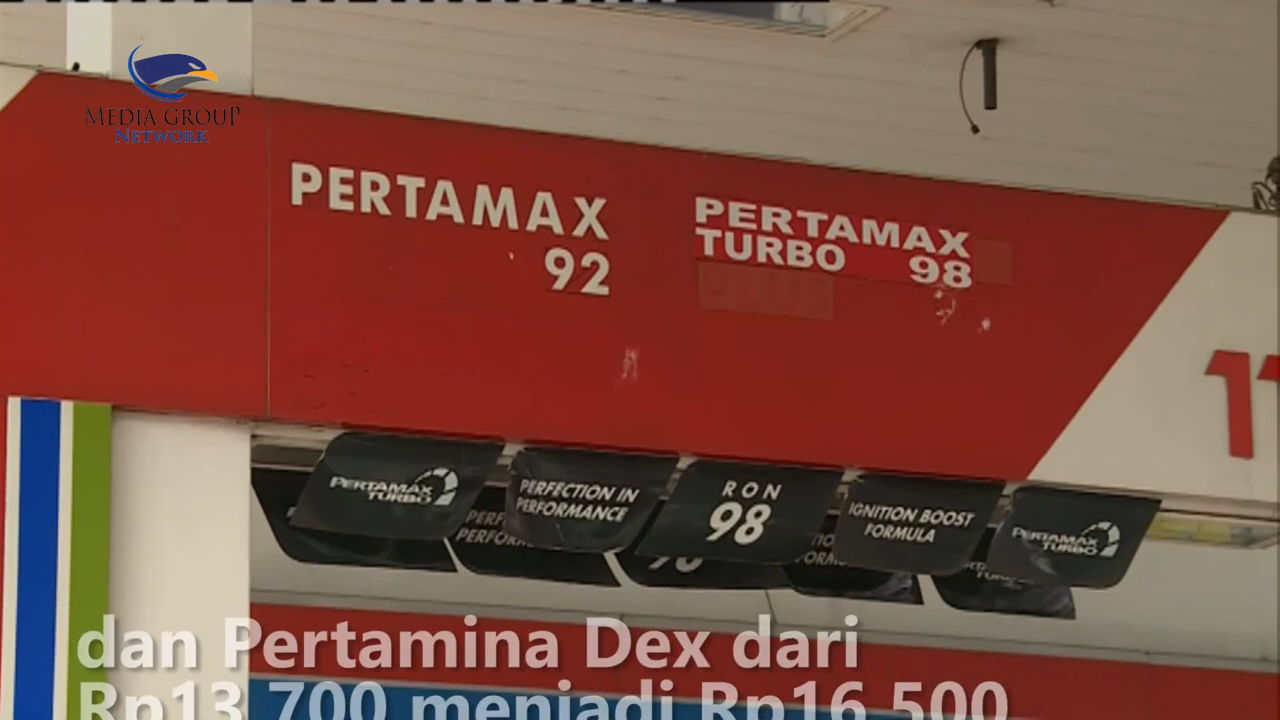 MEDIA GROUP
NETWORK
PERTAMAX
92
PERTAMAX
TURBO 98
11
PERTAMAX
TURBO
PERFECTION IN
PERFORMANCE
RON
98
IGNITION BOOST
FORMULA
PERTAMAX
TURBO
dan Pertamina Dex dari
Rp13.700 menjadi Rp16.500